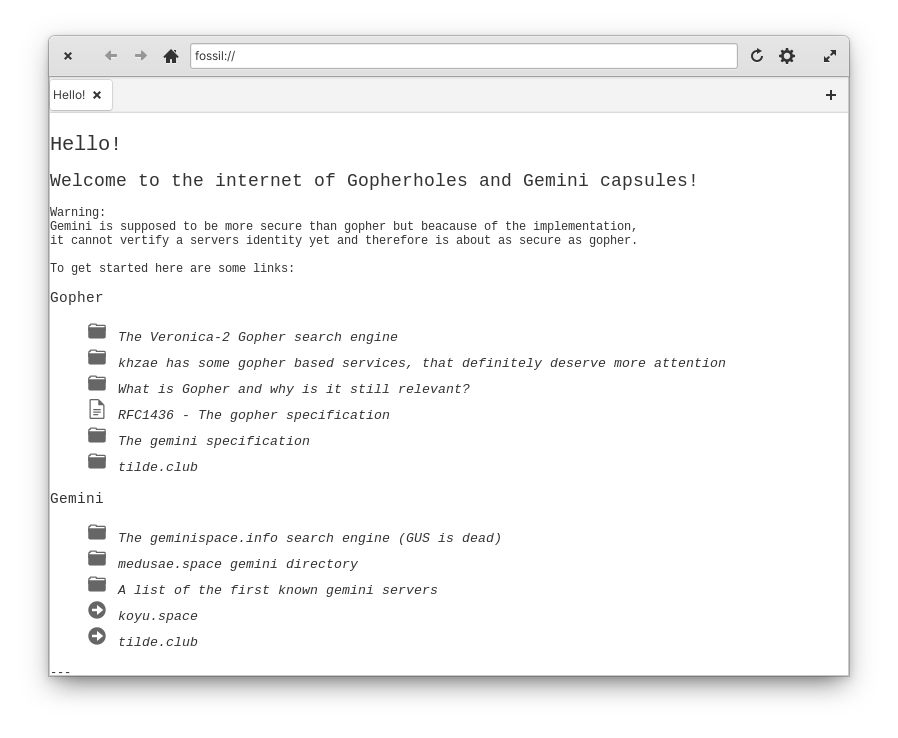 fossil://
Hello!
Hello!
Welcome to the internet of Gopherholes and Gemini capsules!
Warning:
Gemini is supposed to be more secure than gopher but beacause of the implementation,
it cannot vertify a servers identity yet and therefore is about as secure as gopher.
To get started here are some links:
Gopher
The Veronica-2 Gopher search engine
khzae has some gopher based services, that definitely deserve more attention
What is Gopher and why is it still relevant?
RFC1436 - The gopher specification
The gemini specification
tilde.club
Gemini
The geminispace.info search engine (GUS is dead)
medusae.space gemini directory
A list of the first known gemini servers
koyu.space
tilde.club
---